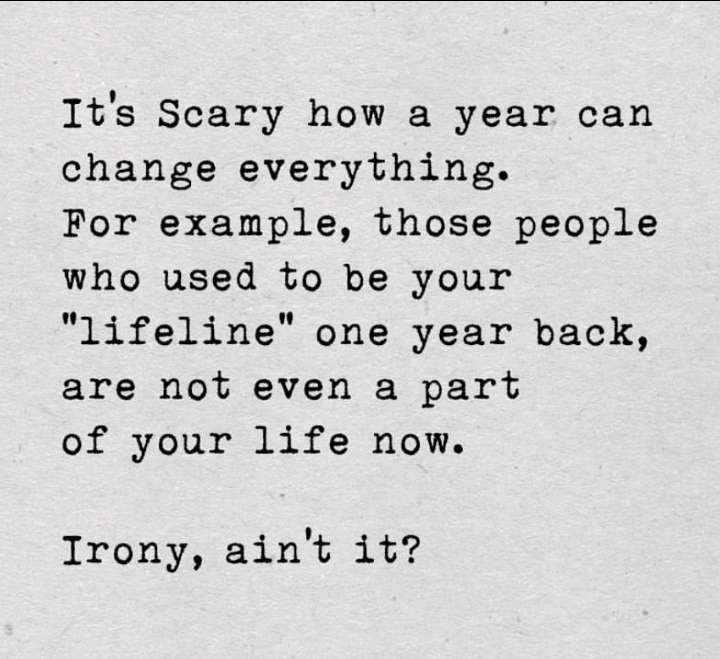 It's Scary how a year can
change everything.
For example, those people
who used to be your
"lifeline" one year back,
are not even a part
of your life now.
Irony, ain't it?